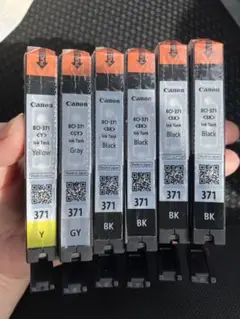 Canon
BCI-371
(Y)
Ink Tank
Yellow
371
Y
Canon
BCI-371
(GY)
Ink Tank
Gray
371
GY
Canon
BCI-371
(BK)
Ink Tank
Black
371
BK
Canon
BCI-371
(BK)
Ink Tank
Black
371
BK
Canon
BCI-371
(BK)
Ink Tank
Black
371
BK
Canon
BCI-371
(BK)
Ink Tank
Black
371
BK